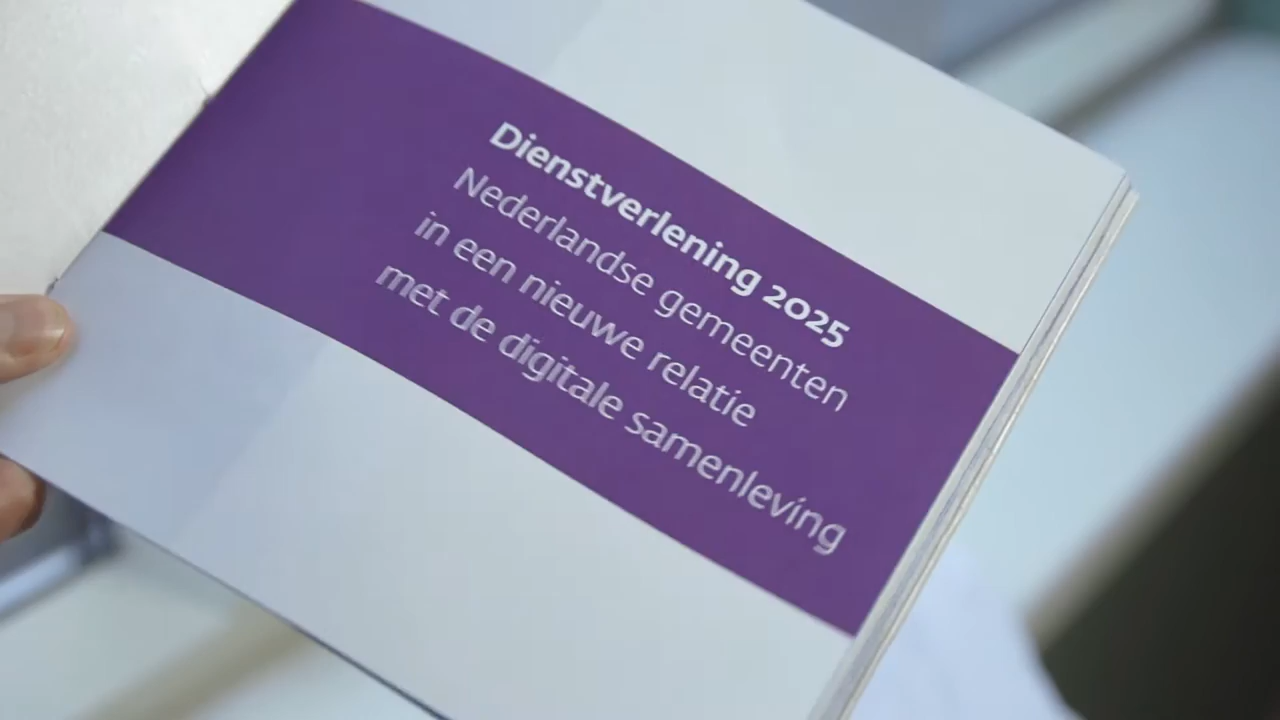 Dienstverlening 2025
Nederlandse gemeenten
in een nieuwe relatie
met de digitale samenleving